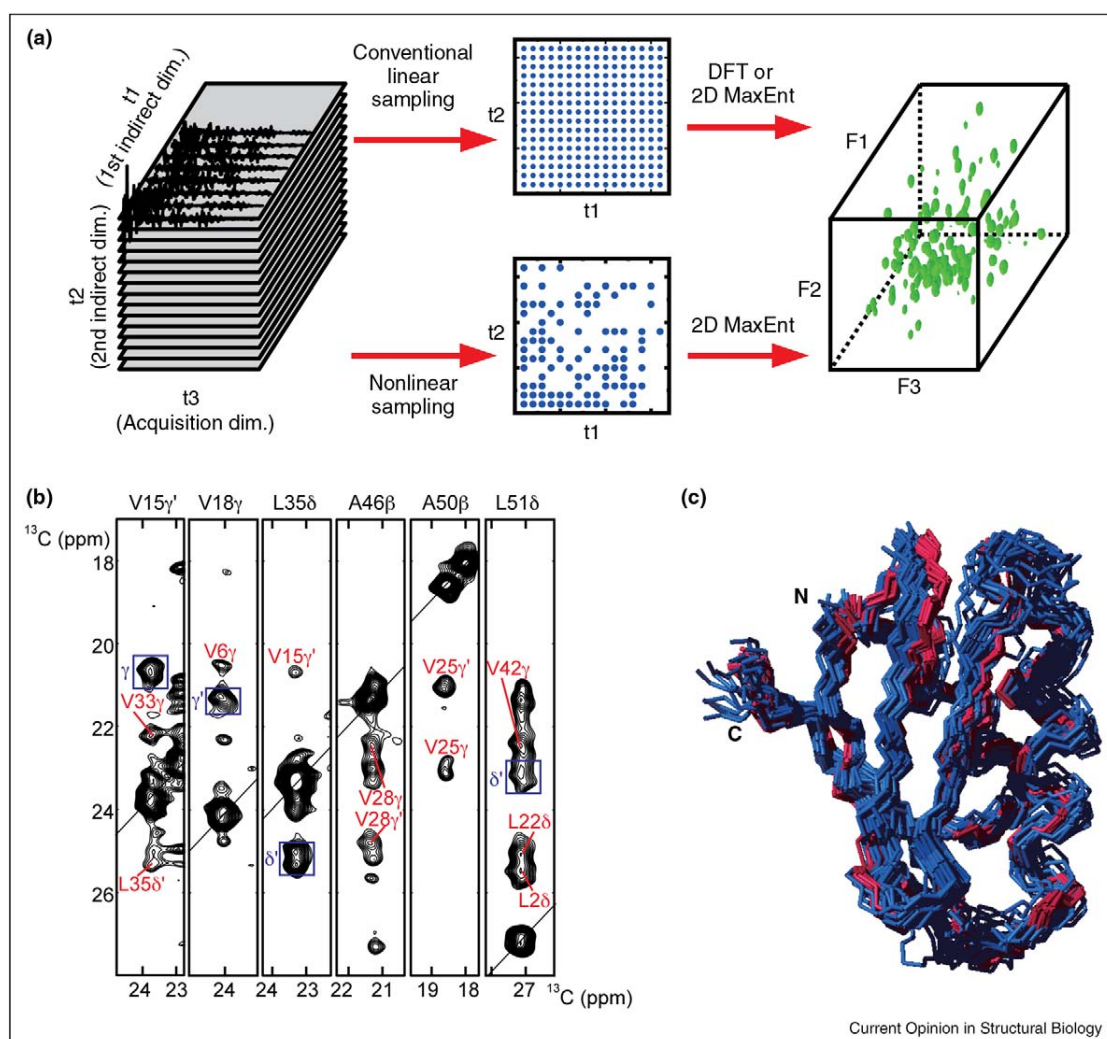 (a)
t1
(1st indirect dim.)
t2
(2nd indirect dim.)
t3
(Acquisition dim.)
Conventional
linear
sampling
t2
t1
DFT or
2D MaxEnt
Nonlinear
sampling
t2
t1
2D MaxEnt
F1
F2
F3
(b)
V15γ' V18γ L35δ A46β A50β L51δ
13C (ppm)
18
20
22
24
26
γ
V33γ
L35δ'
V6γ
γ'
V15γ'
δ'
V28γ
V28γ'
V25γ'
V25γ
V42γ
δ'
L22δ
L2δ
24 23 24 24 23 22 21 19 18 27 13C (ppm)
(c)
N
C
Current Opinion in Structural Biology